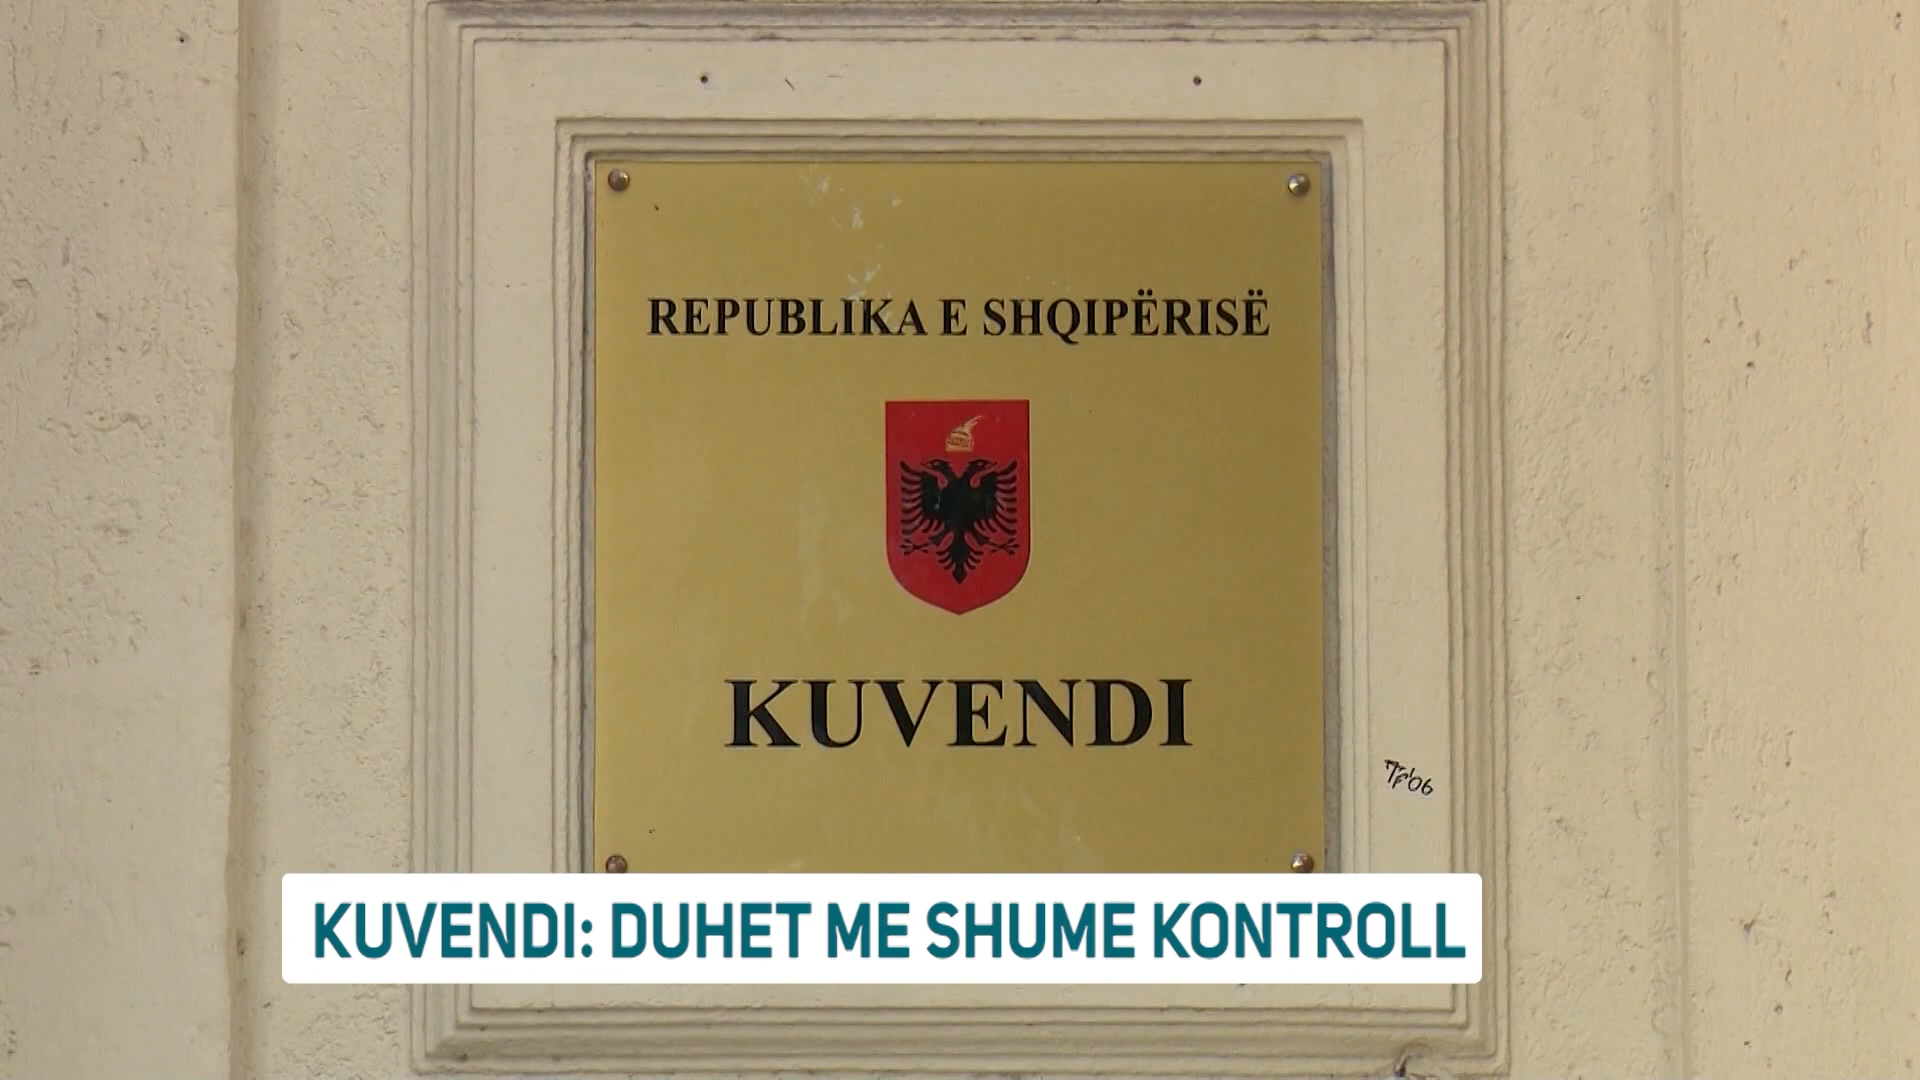 REPUBLIKA E SHQIPËRISË
KUVENDI
KUVENDI: DUHET ME SHUME KONTROLL